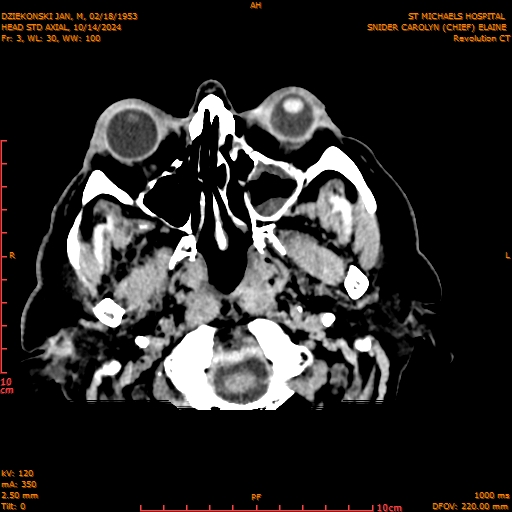 AH
DZIEKONSKI JAN, M, 02/18/1953
HEAD STD AXIAL, 10/14/2024
Fr: 3, WL: 30, WW: 100
ST MICHAELS HOSPITAL
SNIDER CAROLYN (CHIEF) ELAINE
Revolution CT
R
L
10
cm
kV: 120
mA: 350
2.50 mm
Tilt: 0
PF
1000 ms
10cm
DFOV: 220.00 mm